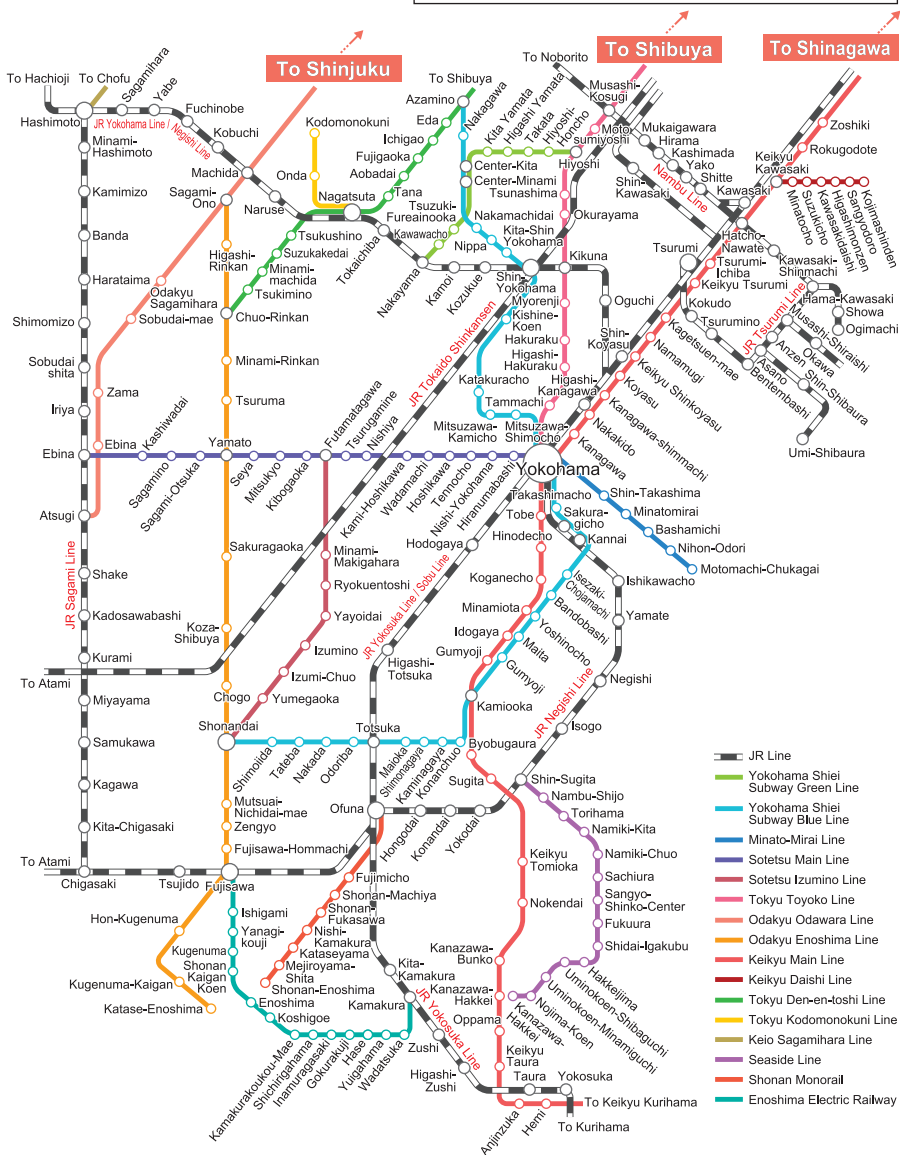 To Shinjuku
To Shibuya
To Shinagawa
To Hachioji
To Chofu
Sagamihara
Yabe
Fuchinobe
Kobuchi
Hashimoto
JR Yokohama Line / Negishi Line
Machida
Naruse
Minami-
Hashimoto
Kamimizo
Banda
Harataima
Shimomizo
Sobudai
shita
Iriya
Ebina
Atsugi
Shake
JR Sagami Line
Kadosawabashi
Kurami
To Atami
Miyayama
Samukawa
Kagawa
Kita-Chigasaki
To Atami
Chigasaki
Tsujido
Fujisawa
Sagami-
Ono
Odakyu
Sagamihara
Sobudai-mae
Zama
Ebina
Higashi-
Rinkan
Chuo-Rinkan
Minami-Rinkan
Tsuruma
Yamato
Sakuragaoka
Koza-
Shibuya
Chogo
Shonandai
Mutsuai-
Nichidai-mae
Zengyo
Fujisawa-Hommachi
Hon-Kugenuma
Kugenuma-Kaigan
Katase-Enoshima
Kodomonokuni
Onda
Nagatsuta
To Shibuya
Azamino
Eda
Ichigao
Fujigaoka
Aobadai
Tana
Tsukushino
Suzukakedai
Minami-
machida
Tsukimino
Tokaichiba
Nakayama
Kamoi
Kozukue
Shin-
Yokohama
Kikuna
Oguchi
Nakagawa
Center-Kita
Center-Minami
Tsuzuki-
Fureainooka
Kawawacho
Kita Yamata
Higashi Yamata
Takata
Hiyoshi-
Honcho
Hiyoshi
Nakamachidai
Nippa
Kita-Shin
Yokohama
Tsunashima
Okurayama
Moto
sumiyoshi
Musashi-
Kosugi
To Noborito
Mukaigawara
Hirama
Kashimada
Yako
Shitte
Nambu Line
Shin-
Kawasaki
Kawasaki
Keikyu
Kawasaki
Zoshiki
Rokugodote
Minatocho
Suzukicho
Kawasakidaishi
Higashimonzen
Sangyodoro
Kojimashinden
Hatcho-
Nawate
Kawasaki-
Shinmachi
Hama-Kawasaki
Showa
Ogimachi
Tsurumi
Tsurumi-
Ichiba
Keikyu Tsurumi
Kokudo
Tsurumino
JR Tsurumi Line
Musashi-
Shiraishi
Okawa
Anzen
Asano
Bentembashi
Shin-Shibaura
Umi-Shibaura
Kagetsuen-mae
Namamugi
Keikyu Shinkoyasu
Koyasu
Kanagawa-shimmachi
Nakakido
Kanagawa
Shin-
Koyasu
Higashi-
Kanagawa
Myorenji
Kishine-
Koen
Hakuraku
Higashi-
Hakuraku
Katakuracho
Tammachi
Mitsuzawa-
Kamicho
Mitsuzawa-
Shimocho
JR Tokaido Shinkansen
Kashiwadai
Sagamino
Sagami-Otsuka
Seya
Mitsukyo
Kibogaoka
Futamatagawa
Tsurugamine
Nishiya
Kami-Hoshikawa
Wadamachi
Hoshikawa
Tennocho
Nishi-Yokohama
Hiranumabashi
Yokohama
Shin-Takashima
Minatomirai
Bashamichi
Nihon-Odori
Motomachi-Chukagai
Takashimacho
Tobe
Sakura-
gicho
Hinodecho
Kannai
Ishikawacho
Yamate
Negishi
Isogo
JR Negishi Line
Hodogaya
JR Yokosuka Line / Sobu Line
Koganecho
Minamiota
Idogaya
Gumyoji
Isezaki-
Chojamachi
Bandobashi
Yoshinocho
Maita
Gumyoji
Kamiooka
Minami-
Makigahara
Ryokuentoshi
Yayoidai
Izumino
Izumi-Chuo
Yumegaoka
Higashi-
Totsuka
Totsuka
Shimoiida
Tateba
Nakada
Odoriba
Maioka
Shimonagaya
Kaminagaya
Konanchuo
Byobugaura
Sugita
Shin-Sugita
Ofuna
Hongodai
Konandai
Yokodai
Nambu-Shijo
Torihama
Namiki-Kita
Namiki-Chuo
Sachiura
Sangyo-
Shinko-Center
Fukuura
Shidai-Igakubu
Hakkeijima
Uminokoen-Shibaguchi
Uminokoen-Minamiguchi
Nojima-Koen
Kanazawa-
Hakkei
Keikyu
Tomioka
Nokendai
Kanazawa-
Bunko
Kanazawa-
Hakkei
Oppama
Keikyu
Taura
Anjinzuka
Hemi
To Keikyu Kurihama
Fujimicho
Shonan-Machiya
Shonan-
Fukasawa
Nishi-
Kamakura
Kataseyama
Mejiroyama-
Shita
Shonan-Enoshima
Ishigami
Yanagi-
kouji
Kugenuma
Shonan
Kaigan
Koen
Enoshima
Koshigoe
Kamakurakoukou-Mae
Shichirigahama
Inamuragasaki
Gokurakuji
Hase
Yuigahama
Wadatsuka
Kita-
Kamakura
Kamakura
JR Yokosuka Line
Zushi
Higashi-
Zushi
Taura
Yokosuka
To Kurihama
JR Line
Yokohama Shiei
Subway Green Line
Yokohama Shiei
Subway Blue Line
Minato-Mirai Line
Sotetsu Main Line
Sotetsu Izumino Line
Tokyu Toyoko Line
Odakyu Odawara Line
Odakyu Enoshima Line
Keikyu Main Line
Keikyu Daishi Line
Tokyu Den-en-toshi Line
Tokyu Kodomonokuni Line
Keio Sagamihara Line
Seaside Line
Shonan Monorail
Enoshima Electric Railway